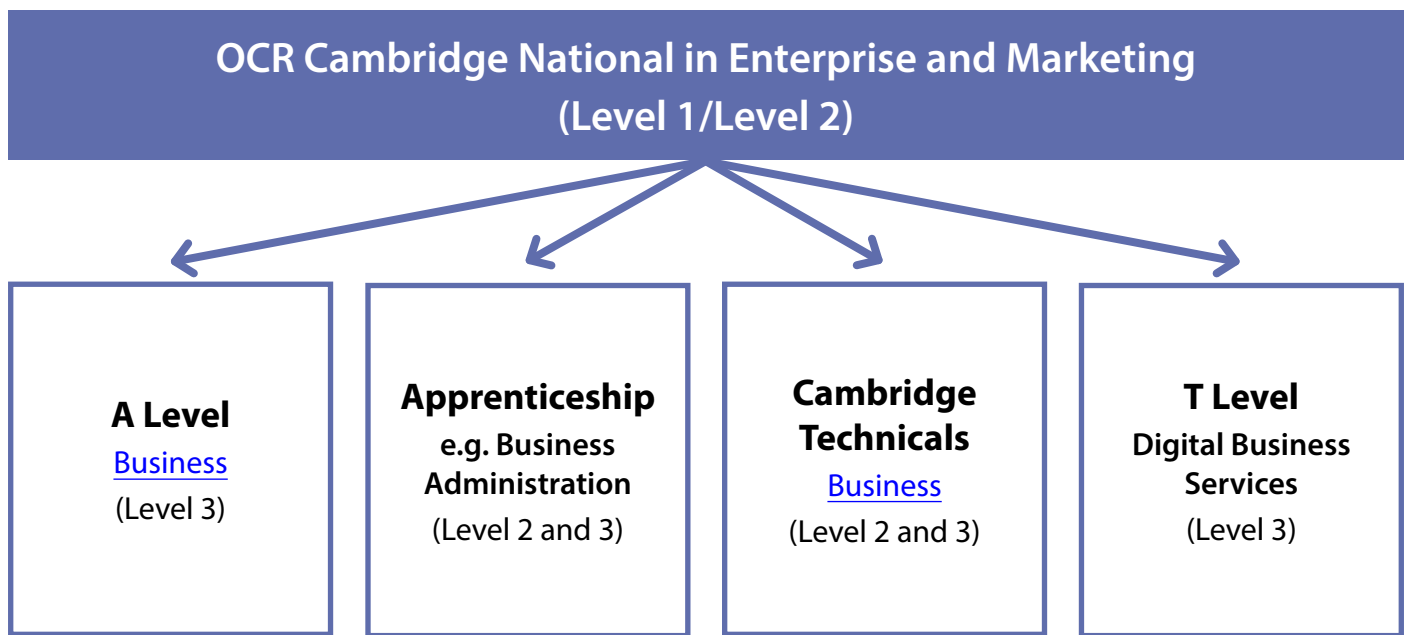 OCR Cambridge National in Enterprise and Marketing
(Level 1/Level 2)
A Level
Business
(Level 3)
Apprenticeship
e.g. Business
Administration
(Level 2 and 3)
Cambridge
Technicals
Business
(Level 2 and 3)
T Level
Digital Business
Services
(Level 3)